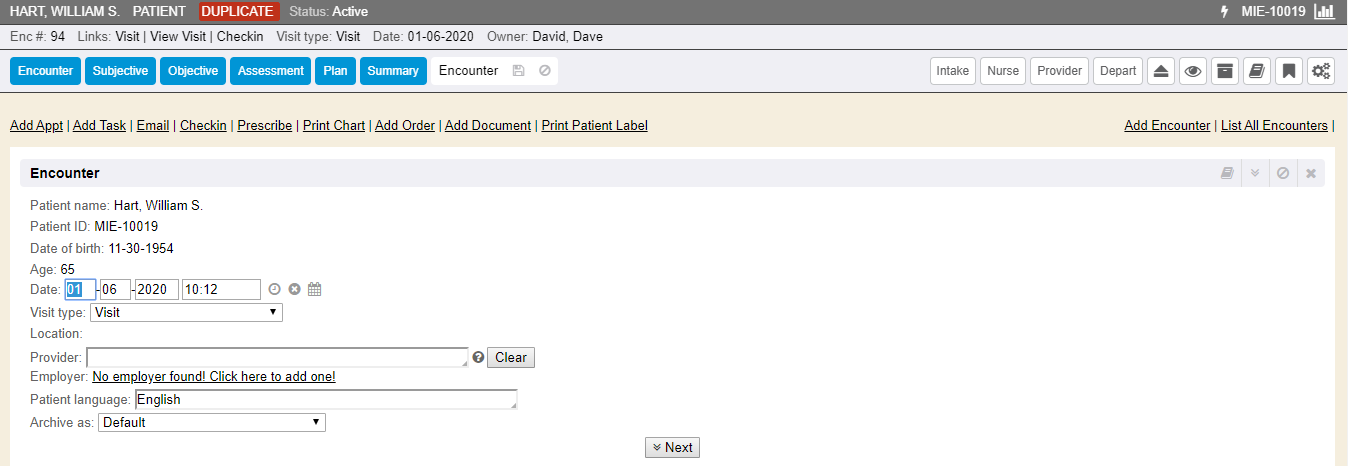 HART, WILLIAM S. PATIENT DUPLICATE Status: Active MIE-10019
Enc #: 94 Links: Visit | View Visit | Checkin Visit type: Visit Date: 01-06-2020 Owner: David, Dave
Encounter Subjective Objective Assessment Plan Summary Encounter Intake Nurse Provider Depart
Add Appt | Add Task | Email | Checkin | Prescribe | Print Chart | Add Order | Add Document | Print Patient Label Add Encounter | List All Encounters |
Encounter
Patient name: Hart, William S.
Patient ID: MIE-10019
Date of birth: 11-30-1954
Age: 65
Date: 01-06-2020 10:12
Visit type: Visit
Location:
Provider: Clear
Employer: No employer found! Click here to add one!
Patient language: English
Archive as: Default
Next